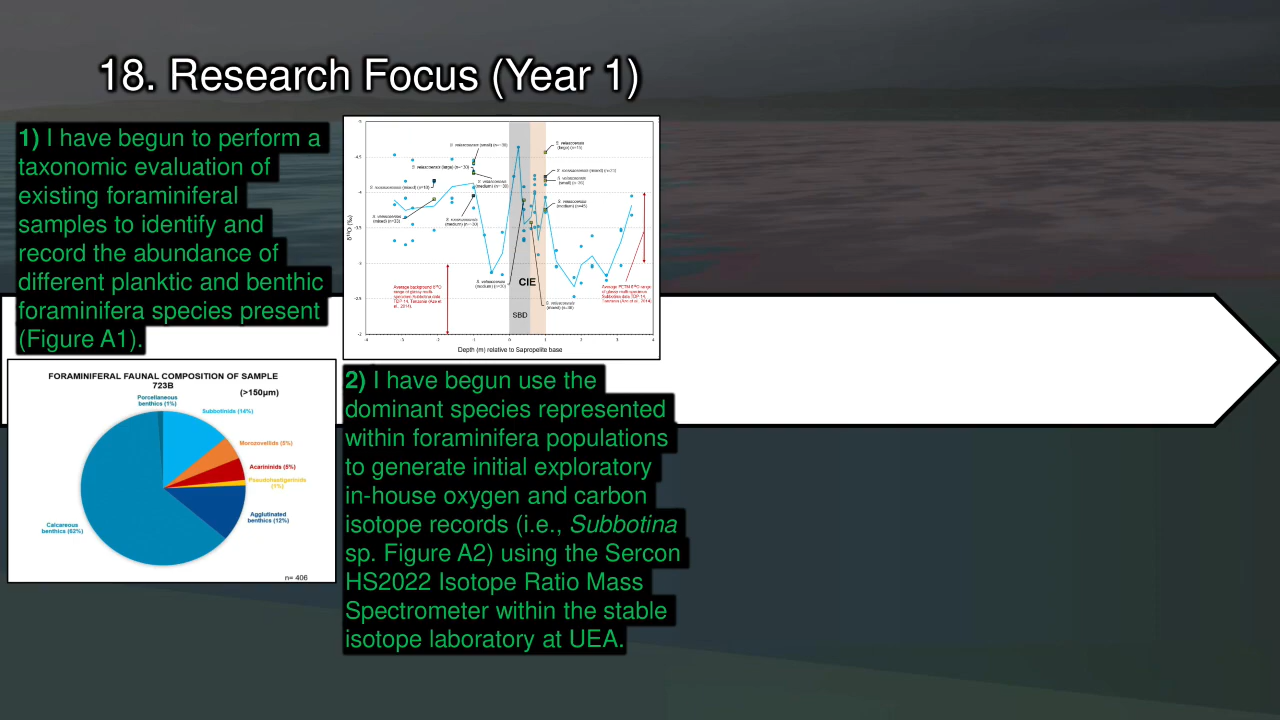 18. Research Focus (Year 1)
1) I have begun to perform a
taxonomic evaluation of
existing foraminiferal
samples to identify and
record the abundance of
different planktic and benthic
foraminifera species present
(Figure A1).
FORAMINIFERAL FAUNAL COMPOSITION OF SAMPLE
723B
(>150μm)
Porcellaneous
benthics (1%)
Subbotinids (14%)
Morozovellids (5%)
Acarininids (5%)
Agglutinated
benthics (12%)
Calcareous
benthics (62%)
n= 406
δ¹⁸O (‰)
CIE
SBD
Average background δ¹⁸O
Depth (m) relative to Sapropelite base
2) I have begun use the
dominant species represented
within foraminifera populations
to generate initial exploratory
in-house oxygen and carbon
isotope records (i.e., Subbotina
sp. Figure A2) using the Sercon
HS2022 Isotope Ratio Mass
Spectrometer within the stable
isotope laboratory at UEA.